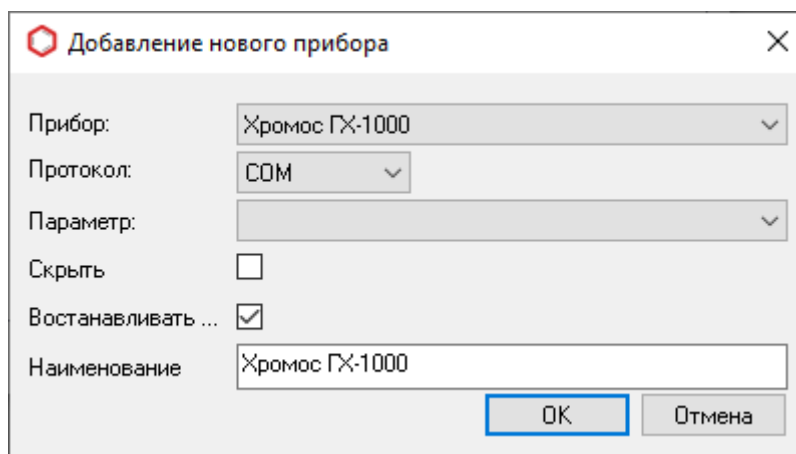 Добавление нового прибора
Прибор: Хромос ГХ-1000
Протокол: COM
Параметр:
Скрыть
Востанавливать ...
Наименование Хромос ГХ-1000
OK Отмена